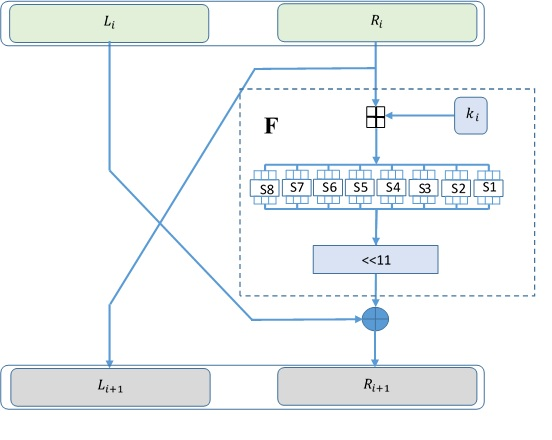 Lᵢ Rᵢ
F kᵢ
S8 S7 S6 S5 S4 S3 S2 S1
<<11
Lᵢ₊₁ Rᵢ₊₁